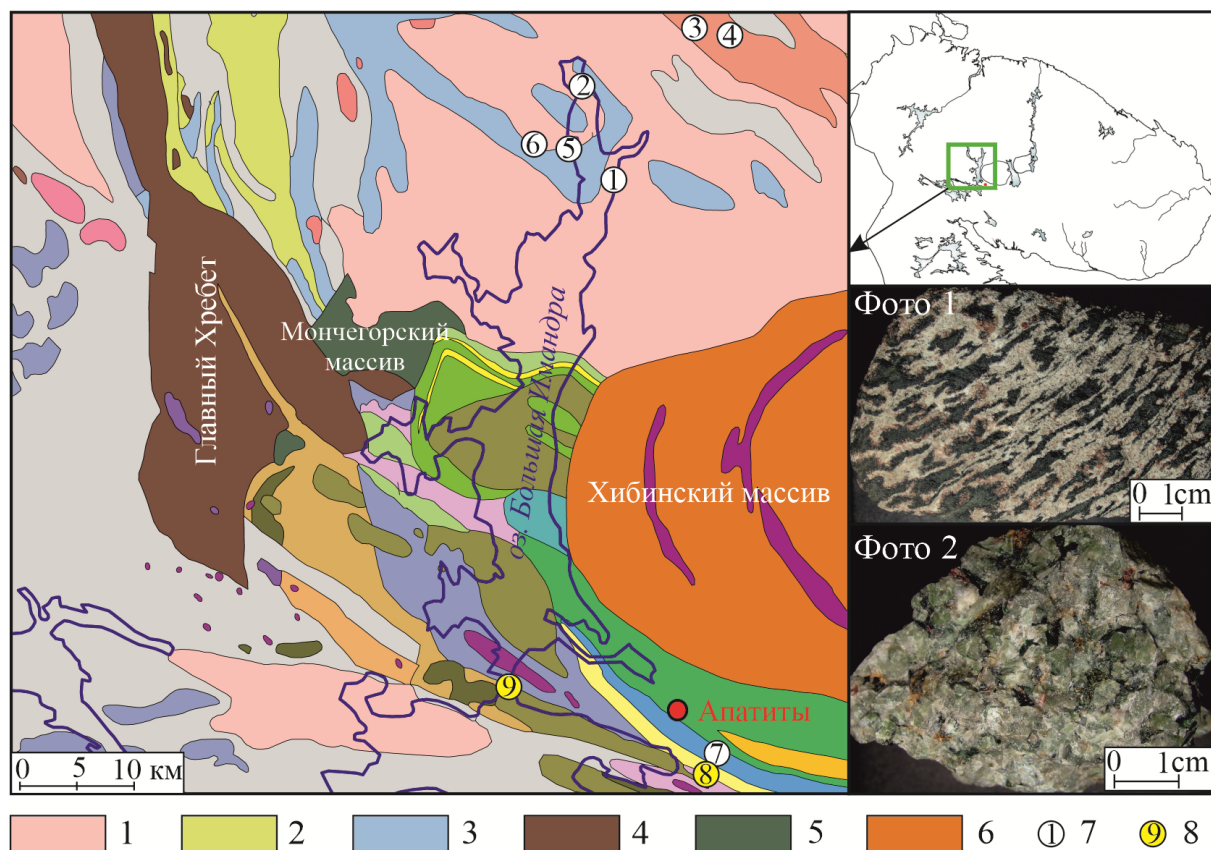 3
4
2
6
5
1
Главный Хребет
Мончегорский
массив
оз. Большая Имандра
Хибинский массив
9
Апатиты
7
8
0 5 10 км
Фото 1
0 1cm
Фото 2
0 1cm
1 2 3 4 5 6 1 7 9 8